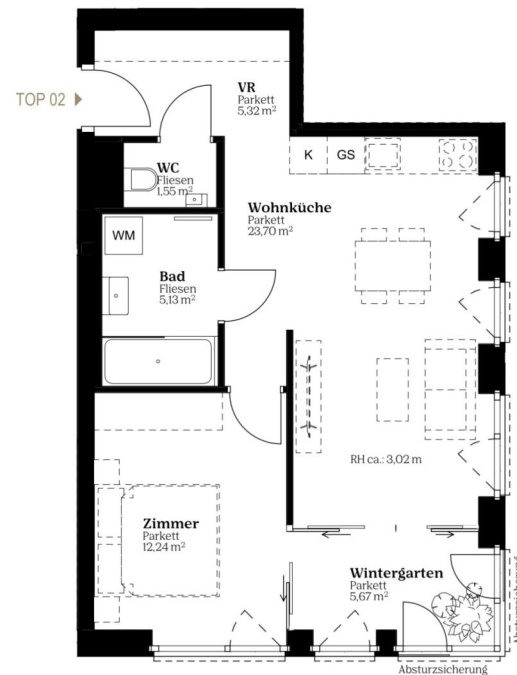 TOP 02
VR
Parkett
5,32 m²
K
GS
WC
Fliesen
1,55 m²
Wohnküche
Parkett
23,70 m²
WM
Bad
Fliesen
5,13 m²
RH ca.: 3,02 m
Zimmer
Parkett
12,24 m²
Wintergarten
Parkett
5,67 m²
Absturzsicherung
Absturzsicherung